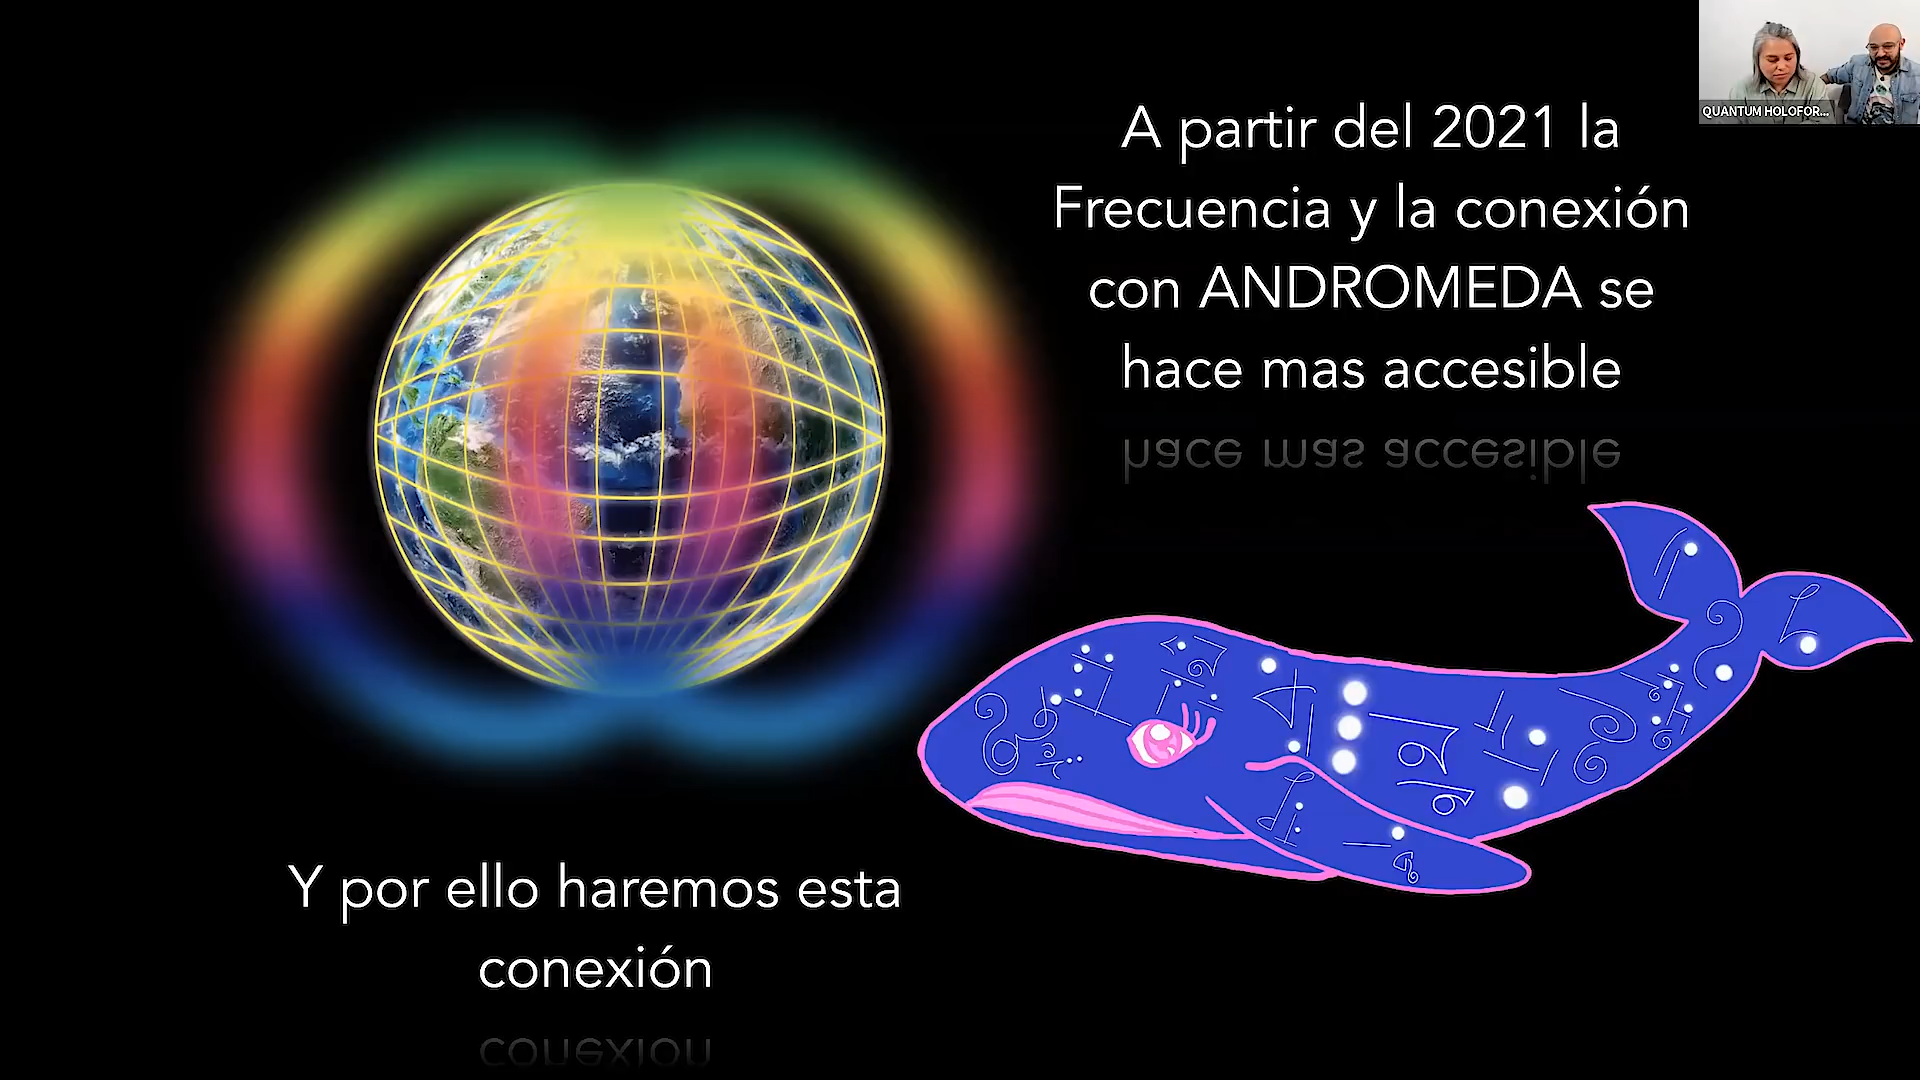 A partir del 2021 la
Frecuencia y la conexión
con ANDROMEDA se
hace mas accesible
Y por ello haremos esta
conexión
QUANTUM HOLOFOR...